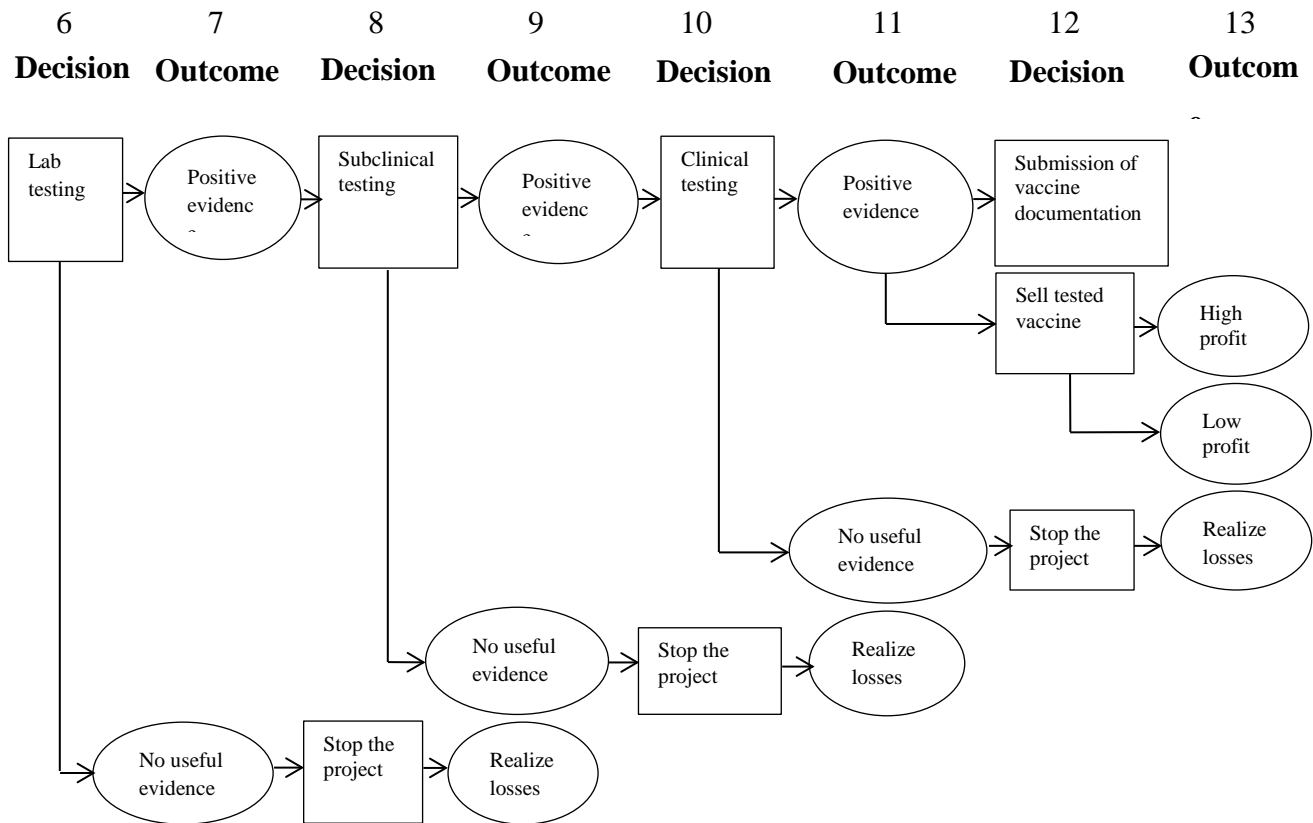 6 7 8 9 10 11 12 13
Decision Outcome Decision Outcome Decision Outcome Decision Outcom
Lab
testing
Positive
evidenc
Subclinical
testing
Positive
evidenc
Clinical
testing
Positive
evidence
Submission of
vaccine
documentation
Sell tested
vaccine
High
profit
Low
profit
No useful
evidence
Stop the
project
Realize
losses
No useful
evidence
Stop the
project
Realize
losses
No useful
evidence
Stop the
project
Realize
losses